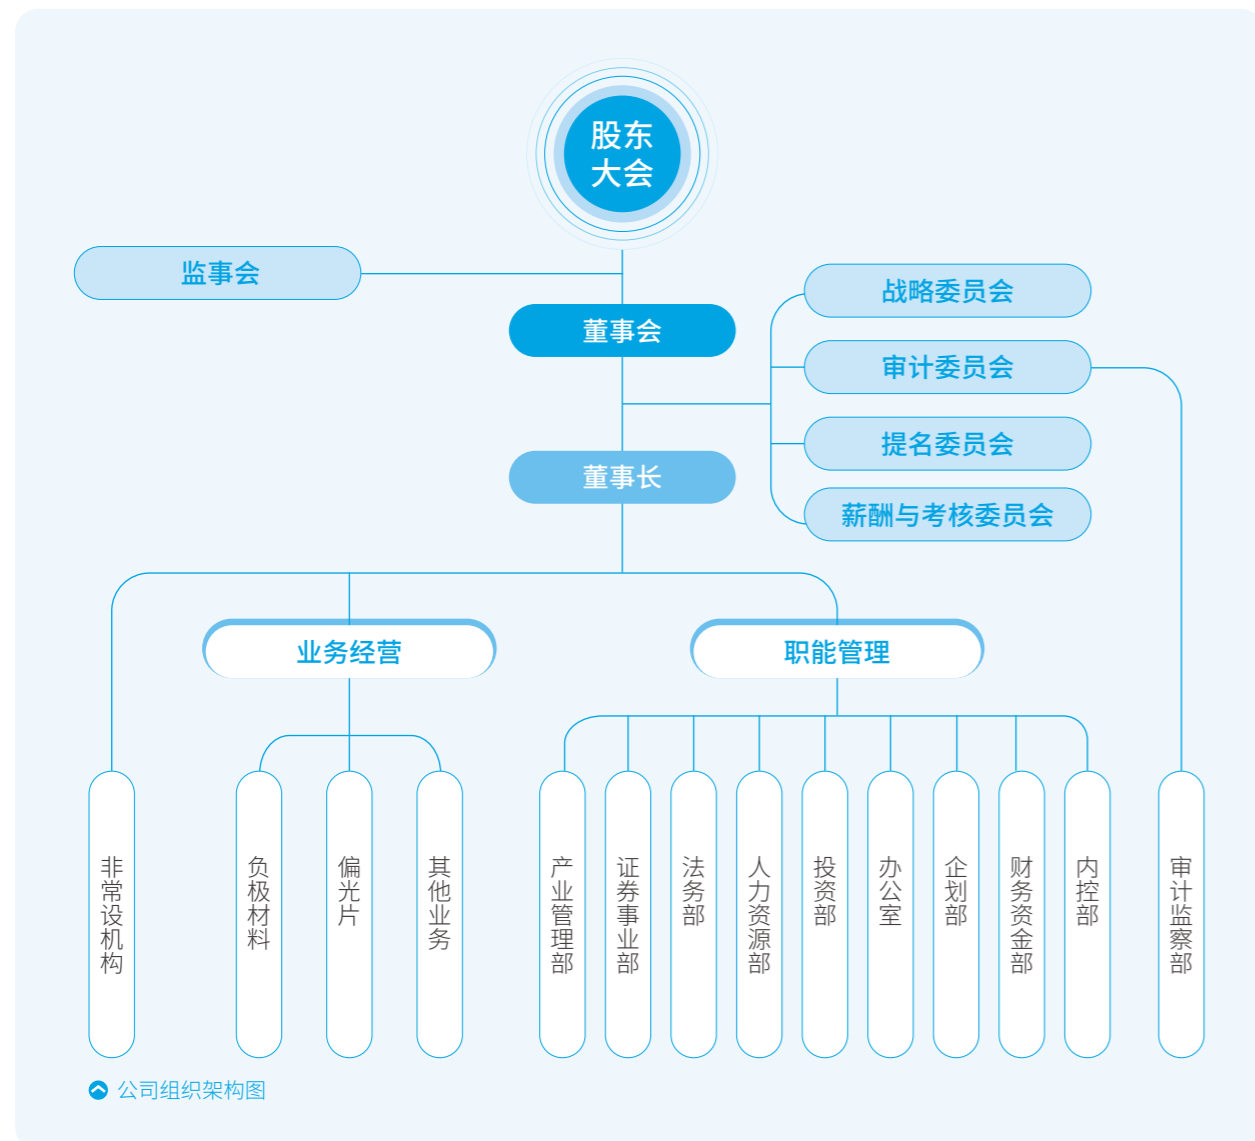 股东
大会
监事会
董事会
战略委员会
审计委员会
提名委员会
董事长
薪酬与考核委员会
业务经营
职能管理
非常设机构
负极材料
偏光片
其他业务
产业管理部
证券事业部
法务部
人力资源部
投资部
办公室
企划部
财务资金部
内控部
审计监察部
公司组织架构图